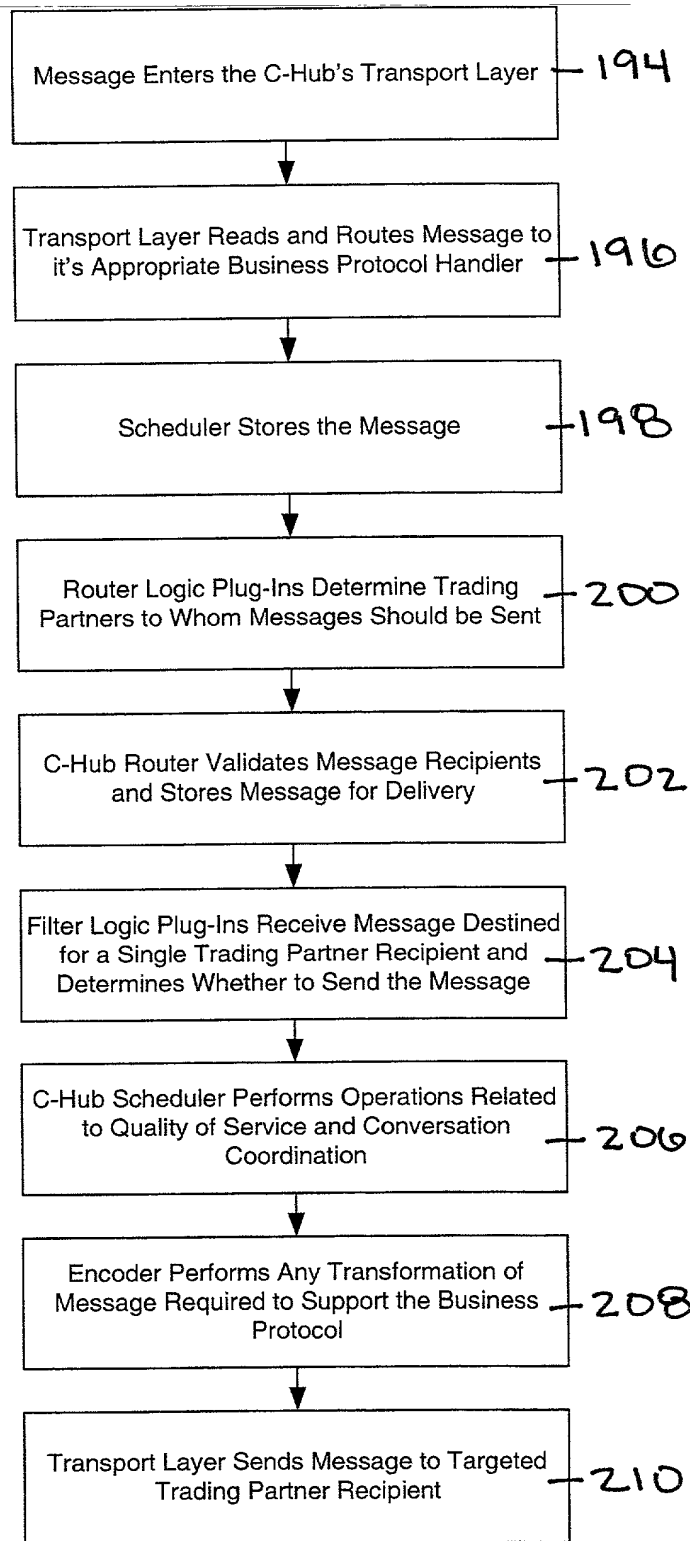 Message Enters the C-Hub's Transport Layer
194
Transport Layer Reads and Routes Message to
it's Appropriate Business Protocol Handler
196
Scheduler Stores the Message
198
Router Logic Plug-Ins Determine Trading
Partners to Whom Messages Should be Sent
200
C-Hub Router Validates Message Recipients
and Stores Message for Delivery
202
Filter Logic Plug-Ins Receive Message Destined
for a Single Trading Partner Recipient and
Determines Whether to Send the Message
204
C-Hub Scheduler Performs Operations Related
to Quality of Service and Conversation
Coordination
206
Encoder Performs Any Transformation of
Message Required to Support the Business
Protocol
208
Transport Layer Sends Message to Targeted
Trading Partner Recipient
210